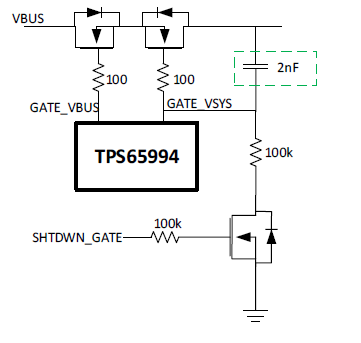 VBUS
2nF
100
100
GATE_VBUS
GATE_VSYS
TPS65994
100k
100k
SHTDWN_GATE